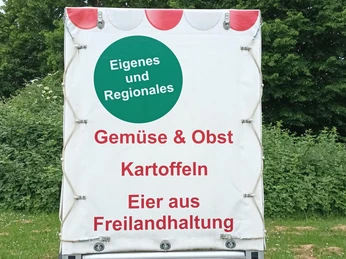 Eigenes
und
Regionales
Gemüse & Obst
Kartoffeln
Eier aus
Freilandhaltung